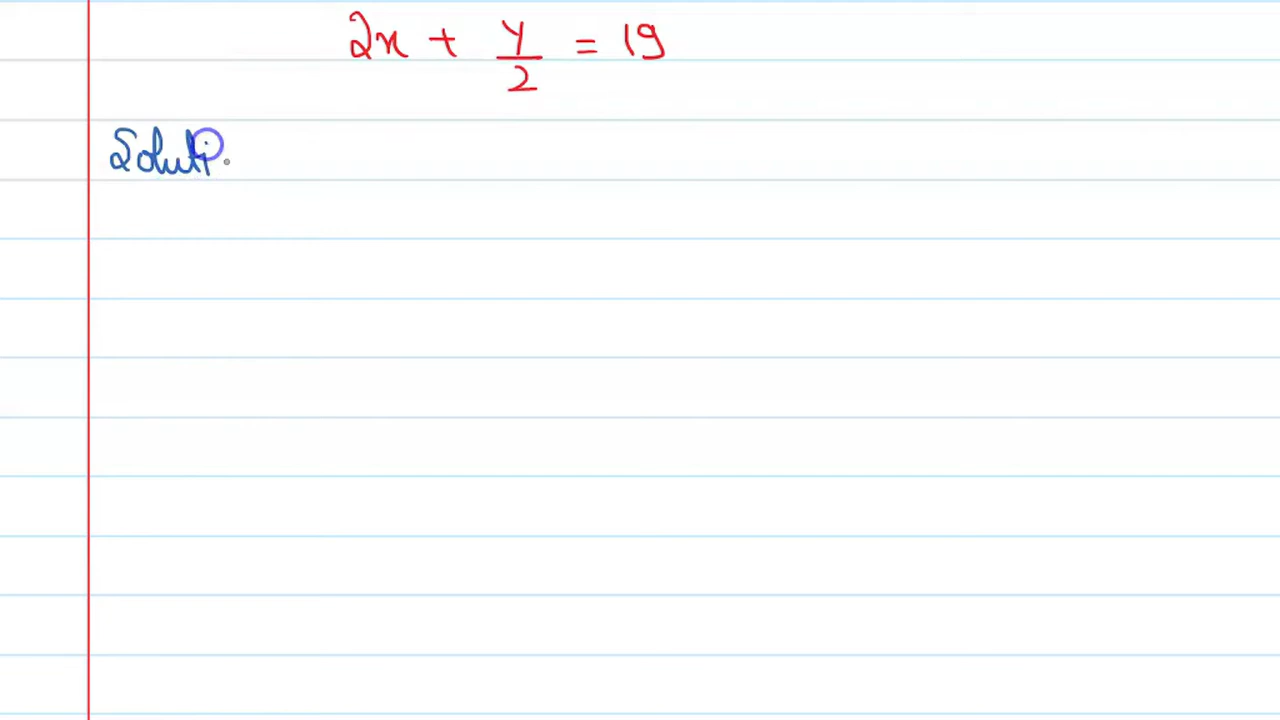 2x + y/2 = 19
Soluti